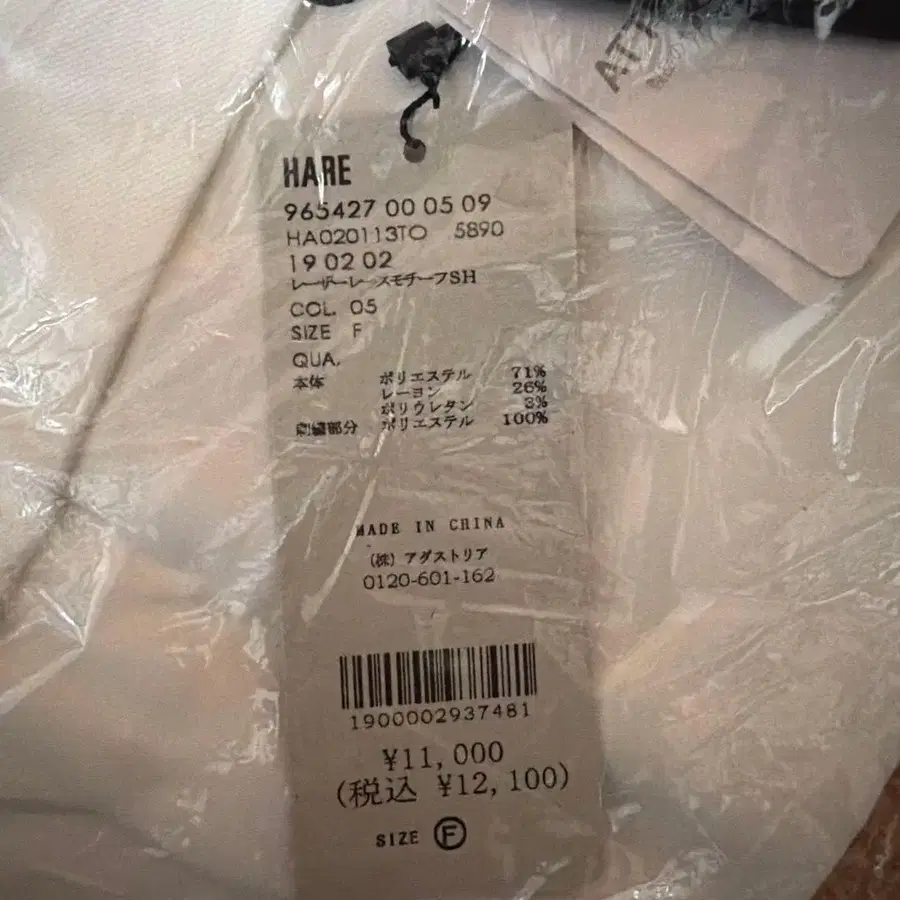 HARE
965427 00 05 09
HA020113TO 5890
19 02 02
レーザーレースモチーフSH
COL. 05
SIZE F
QUA.
本体 ポリエステル 71%
レーヨン 26%
ポリウレタン 3%
刺繍部分 ポリエステル 100%
MADE IN CHINA
(株) アダストリア
0120-601-162
1900002937481
¥11,000
(税込 ¥12,100)
SIZE F